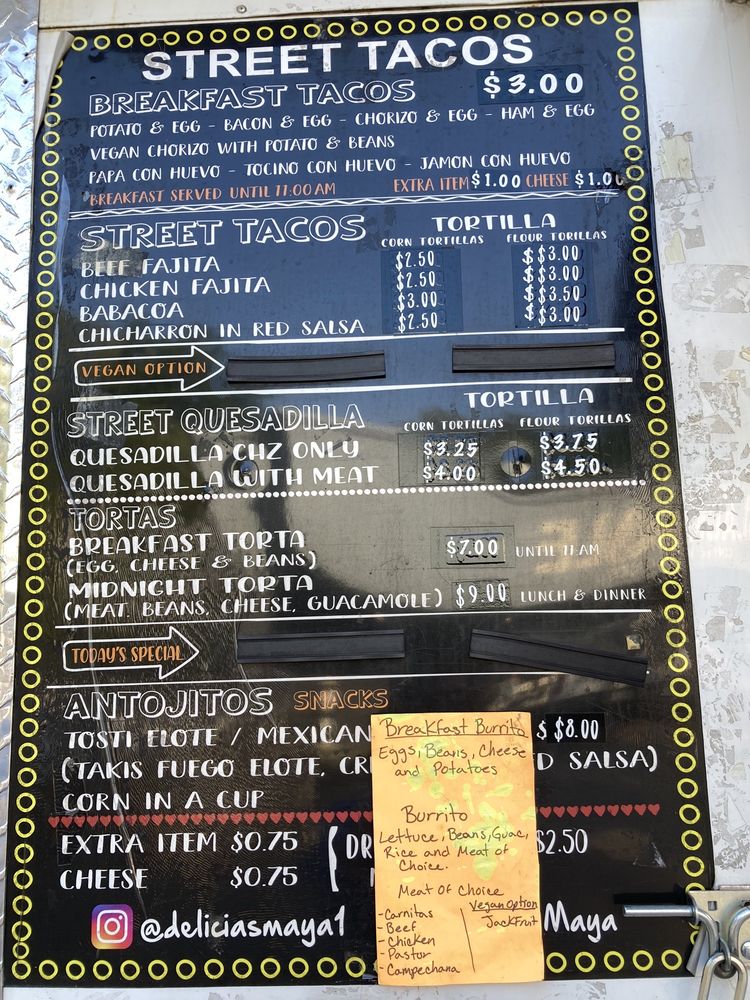 STREET TACOS
BREAKFAST TACOS $3.00
POTATO & EGG - BACON & EGG - CHORIZO & EGG - HAM & EGG
VEGAN CHORIZO WITH POTATO & BEANS
PAPA CON HUEVO - TOCINO CON HUEVO - JAMON CON HUEVO
BREAKFAST SERVED UNTIL 11:00 AM EXTRA ITEM $1.00 CHEESE $1.00
STREET TACOS TORTILLA
CORN TORTILLAS FLOUR TORILLAS
BEEF FAJITA $2.50 $$3.00
CHICKEN FAJITA $2.50 $$3.00
BABACOA $3.00 $$3.50
CHICHARRON IN RED SALSA $2.50 $$3.00
VEGAN OPTION
STREET QUESADILLA TORTILLA
CORN TORTILLAS FLOUR TORILLAS
QUESADILLA CHZ ONLY $3.25 $3.75
QUESADILLA WITH MEAT $4.00 $4.50
TORTAS
BREAKFAST TORTA $7.00 UNTIL 11 AM
(EGG, CHEESE & BEANS)
MIDNIGHT TORTA
(MEAT, BEANS, CHEESE, GUACAMOLE) $9.00 LUNCH & DINNER
TODAY'S SPECIAL
ANTOJITOS SNACKS
TOSTI ELOTE / MEXICAN $ $8.00
(TAKIS FUEGO ELOTE, CR D SALSA)
CORN IN A CUP
EXTRA ITEM $0.75 DR $2.50
CHEESE $0.75
@deliciasmaya1 Maya
Breakfast Burrito
Eggs, Beans, Cheese
and Potatoes
Burrito
Lettuce, Beans, Guac,
Rice and Meat of
Choice.
Meat Of Choice
- Carnitas
- Beef
- Chicken
- Pastor
- Campechana
Vegan Option
JackFruit